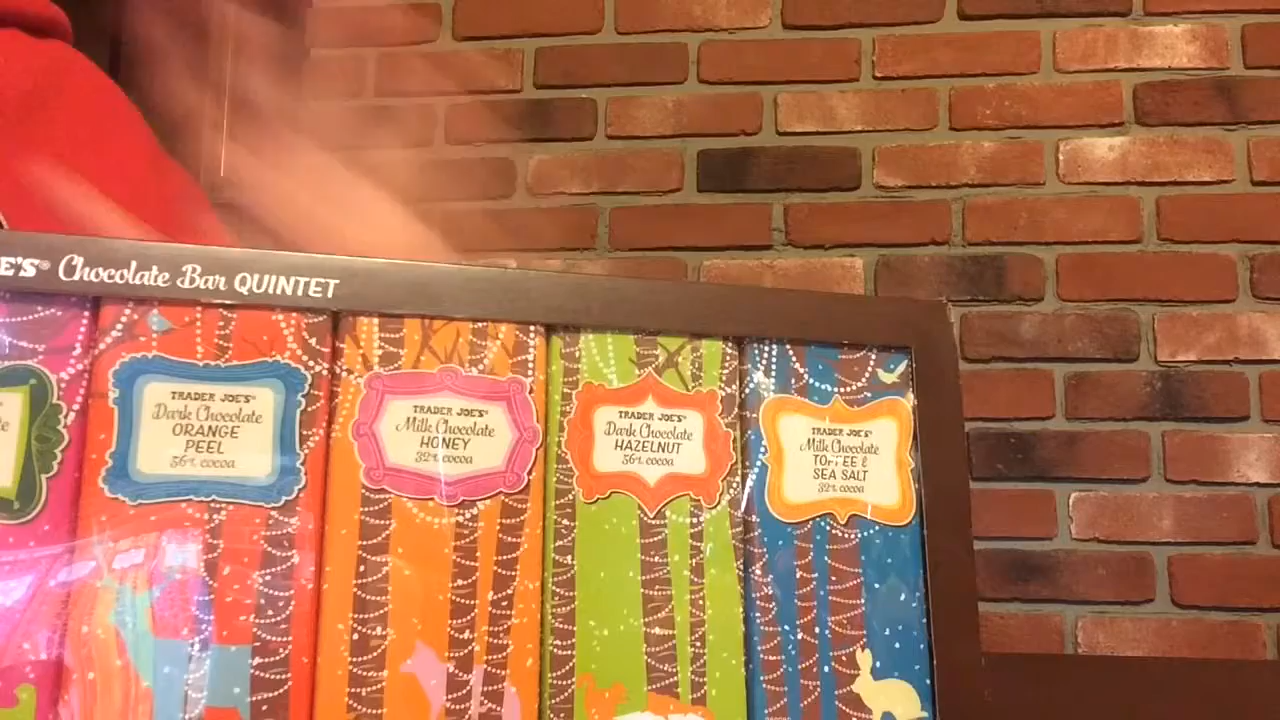 E'S® Chocolate Bar QUINTET
TRADER JOE'S®
Dark Chocolate
ORANGE
PEEL
56% cocoa
TRADER JOE'S®
Milk Chocolate
HONEY
32% cocoa
TRADER JOE'S®
Dark Chocolate
HAZELNUT
56% cocoa
TRADER JOE'S®
Milk Chocolate
TOFFEE &
SEA SALT
32% cocoa